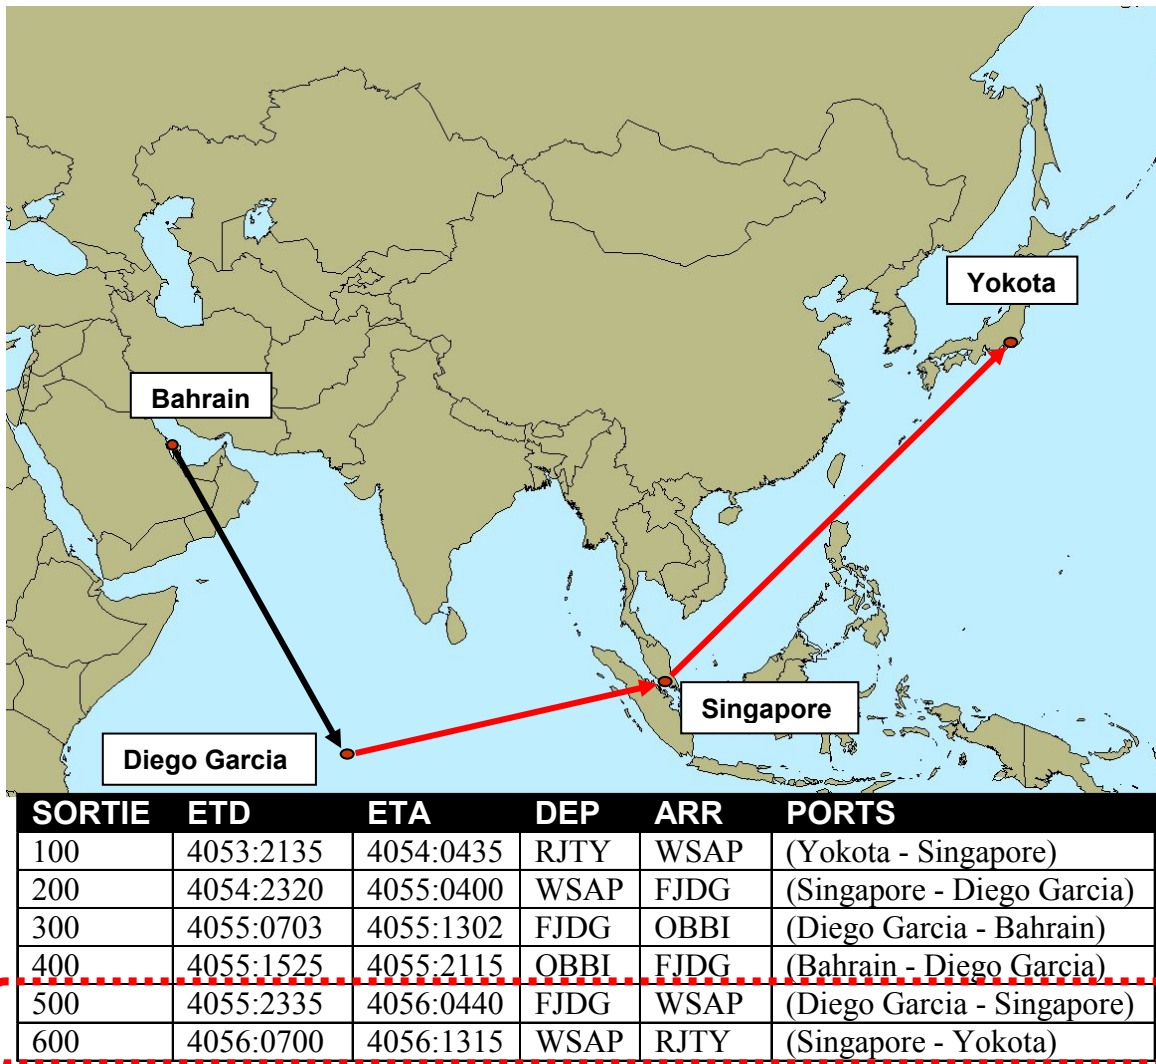 Yokota
Bahrain
Singapore
Diego Garcia
SORTIE ETD ETA DEP ARR PORTS
100 4053:2135 4054:0435 RJTY WSAP (Yokota - Singapore)
200 4054:2320 4055:0400 WSAP FJDG (Singapore - Diego Garcia)
300 4055:0703 4055:1302 FJDG OBBI (Diego Garcia - Bahrain)
400 4055:1525 4055:2115 OBBI FJDG (Bahrain - Diego Garcia)
500 4055:2335 4056:0440 FJDG WSAP (Diego Garcia - Singapore)
600 4056:0700 4056:1315 WSAP RJTY (Singapore - Yokota)